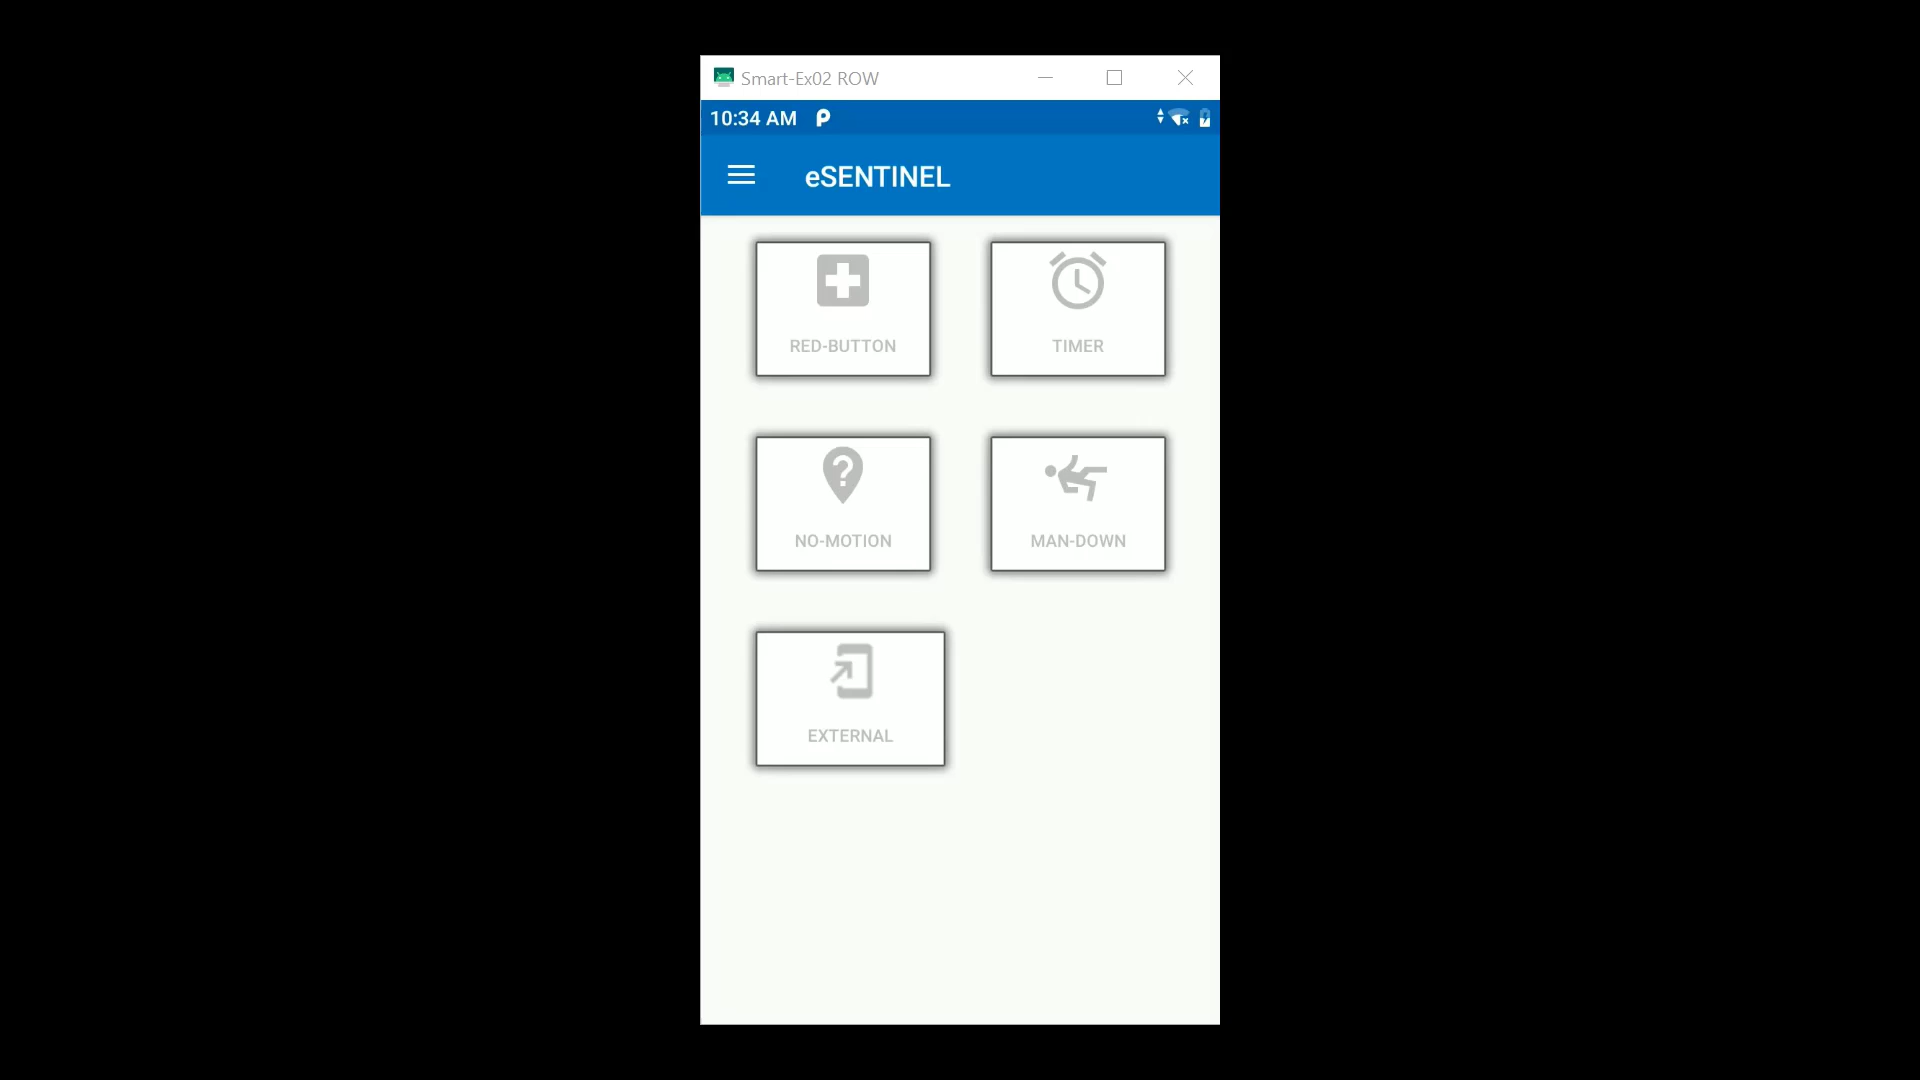 Smart-Ex02 ROW
10:34 AM
eSENTINEL
RED-BUTTON
TIMER
NO-MOTION
MAN-DOWN
EXTERNAL